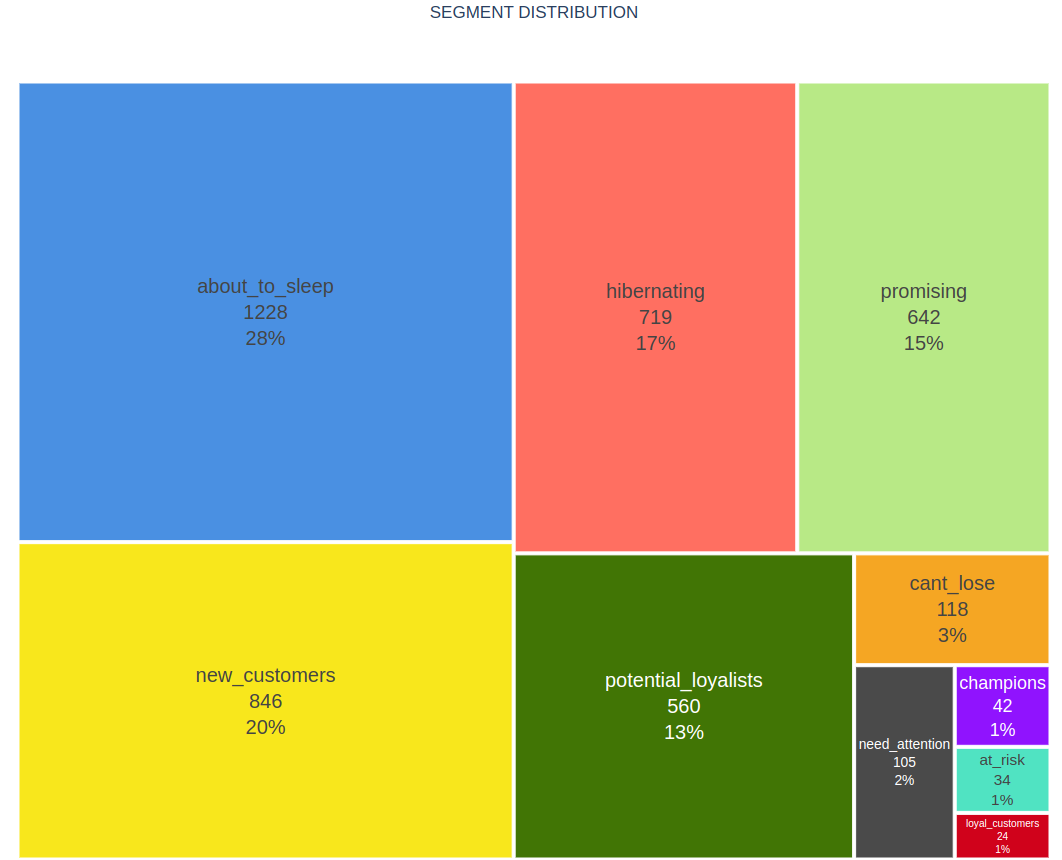 SEGMENT DISTRIBUTION
about_to_sleep
1228
28%
hibernating
719
17%
promising
642
15%
new_customers
846
20%
potential_loyalists
560
13%
cant_lose
118
3%
need_attention
105
2%
champions
42
1%
at_risk
34
1%
loyal_customers
24
1%